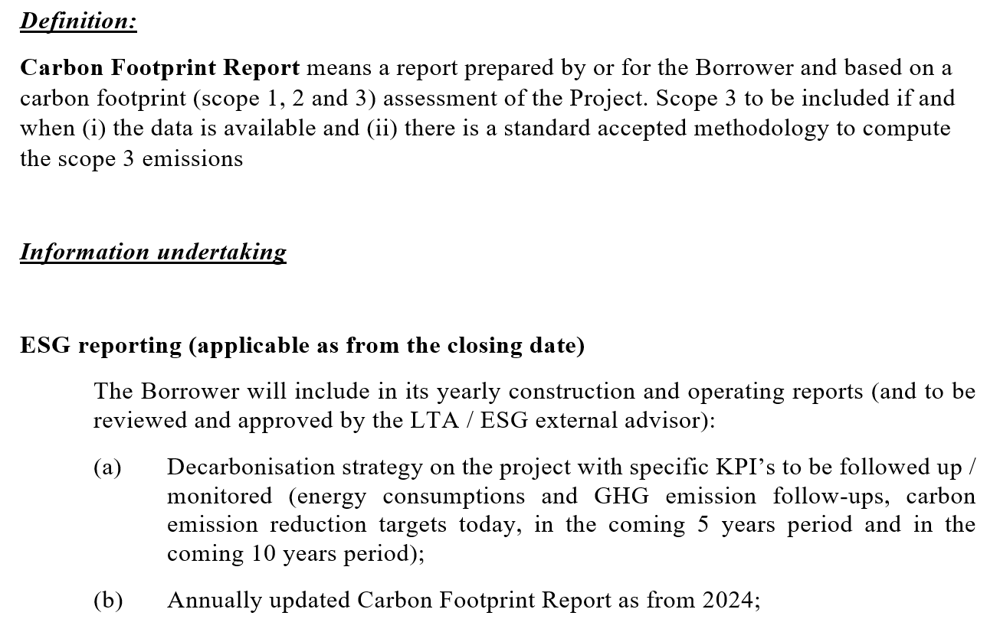 Definition:
Carbon Footprint Report means a report prepared by or for the Borrower and based on a
carbon footprint (scope 1, 2 and 3) assessment of the Project. Scope 3 to be included if and
when (i) the data is available and (ii) there is a standard accepted methodology to compute
the scope 3 emissions
Information undertaking
ESG reporting (applicable as from the closing date)
The Borrower will include in its yearly construction and operating reports (and to be
reviewed and approved by the LTA / ESG external advisor):
(a) Decarbonisation strategy on the project with specific KPI’s to be followed up /
monitored (energy consumptions and GHG emission follow-ups, carbon
emission reduction targets today, in the coming 5 years period and in the
coming 10 years period);
(b) Annually updated Carbon Footprint Report as from 2024;